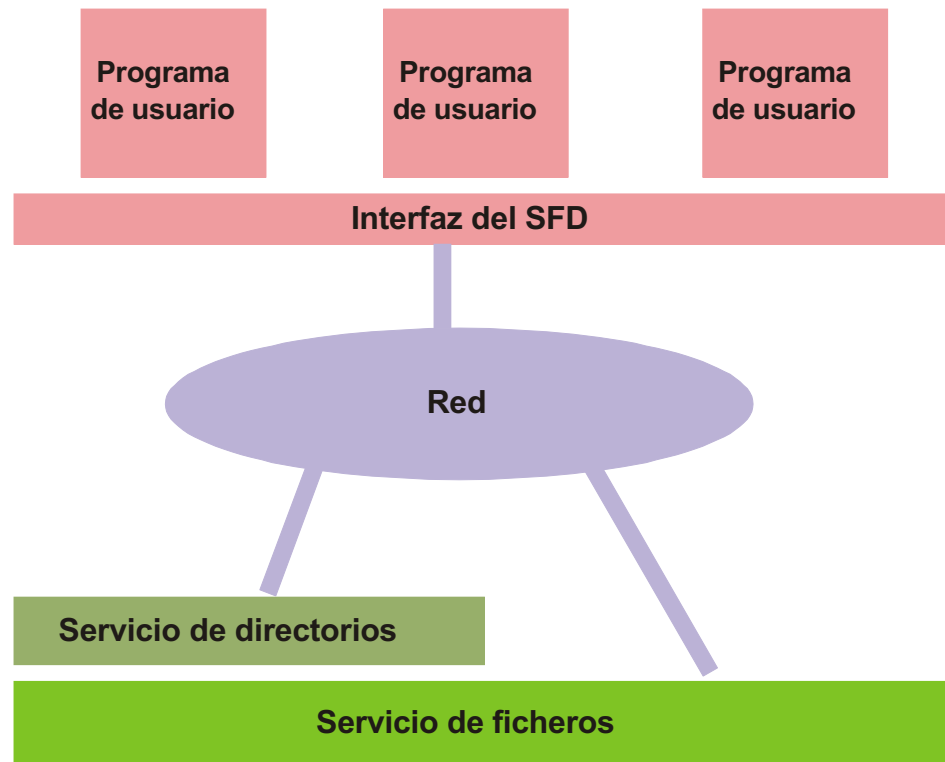 Programa
de usuario
Programa
de usuario
Programa
de usuario
Interfaz del SFD
Red
Servicio de directorios
Servicio de ficheros